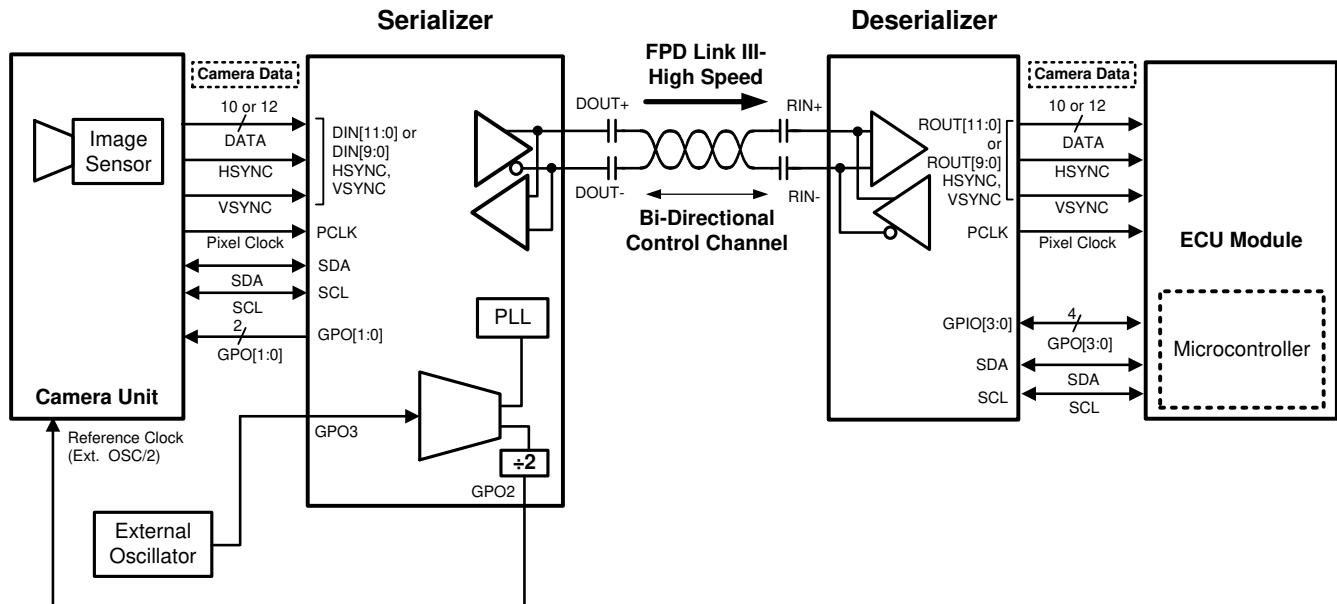 Serializer
Deserializer
Camera Data
FPD Link III-
High Speed
Camera Data
Image
Sensor
10 or 12
DATA
HSYNC
VSYNC
Pixel Clock
SDA
SCL
2
GPO[1:0]
Camera Unit
DIN[11:0] or
DIN[9:0]
HSYNC,
VSYNC
PCLK
SDA
SCL
GPO[1:0]
PLL
GPO3
÷2
GPO2
DOUT+
DOUT-
RIN+
RIN-
Bi-Directional
Control Channel
ROUT[11:0]
or
ROUT[9:0]
HSYNC,
VSYNC
PCLK
GPIO[3:0]
SDA
SCL
10 or 12
DATA
HSYNC
VSYNC
Pixel Clock
4
GPO[3:0]
SDA
SCL
ECU Module
Microcontroller
Reference Clock
(Ext. OSC/2)
External
Oscillator